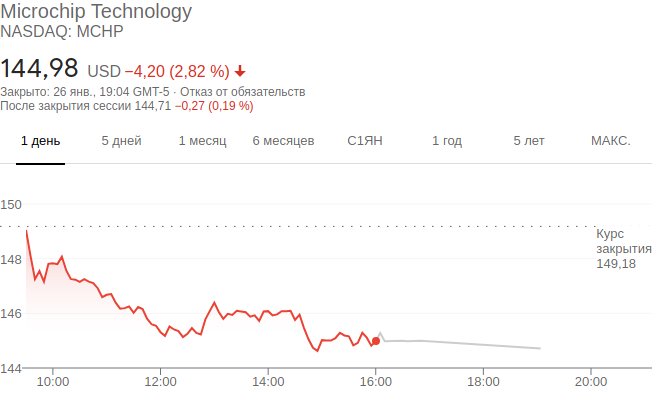 Microchip Technology
NASDAQ: MCHP
144,98 USD −4,20 (2,82 %)
Закрыто: 26 янв., 19:04 GMT-5 · Отказ от обязательств
После закрытия сессии 144,71 −0,27 (0,19 %)
1 день 5 дней 1 месяц 6 месяцев С1ЯН 1 год 5 лет МАКС.
150
Курс
закрытия
149,18
148
146
144
10:00 12:00 14:00 16:00 18:00 20:00